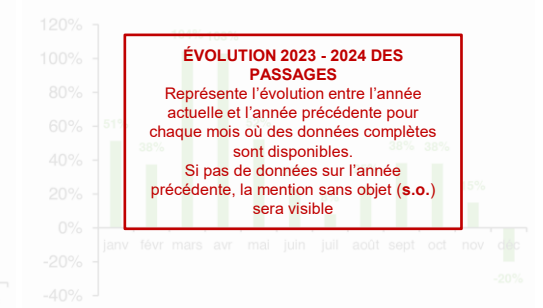 120%
100%
80%
60%
40%
20%
0%
-20%
-40%
ÉVOLUTION 2023 - 2024 DES
PASSAGES
Représente l'évolution entre l'année
actuelle et l'année précédente pour
chaque mois où des données complètes
sont disponibles.
Si pas de données sur l'année
précédente, la mention sans objet (s.o.)
sera visible
51%
38%
38%
38%
15%
-20%
janv févr mars avr mai juin juil août sept oct nov déc